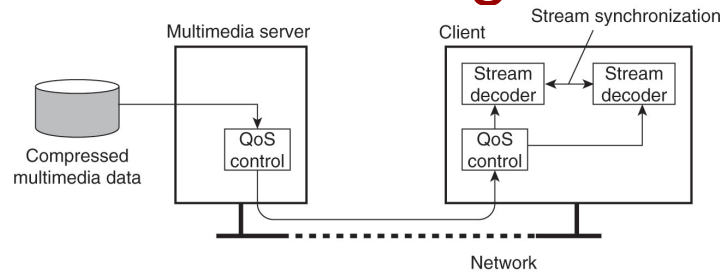 Stream synchronization
Multimedia server
Client
Stream
decoder
Stream
decoder
QoS
control
QoS
control
Compressed
multimedia data
Network